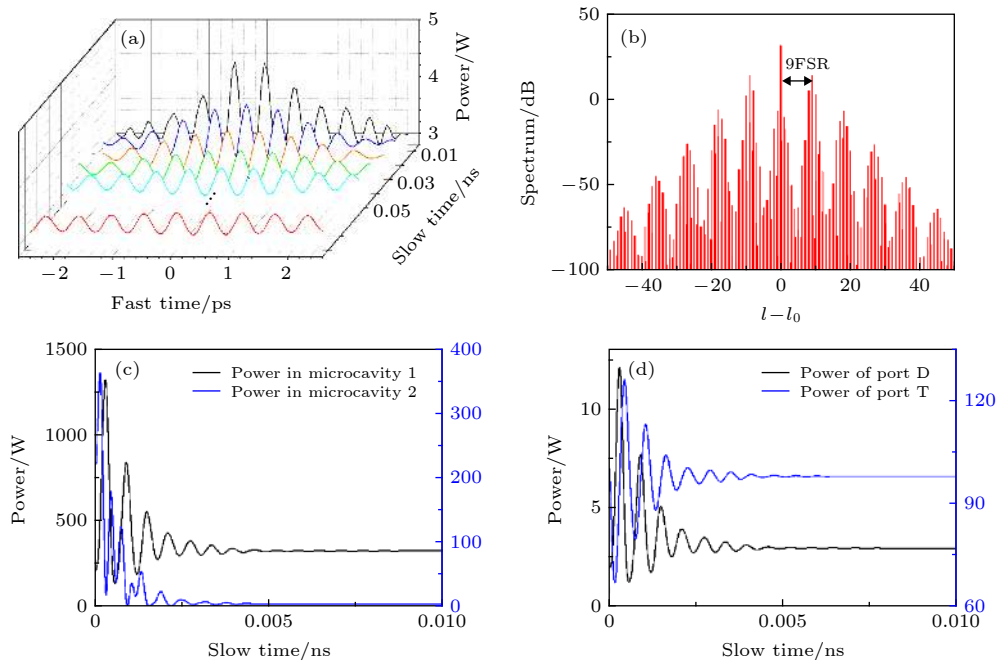 (a)
5
4
3
Power/W
0.01
0.03
0.05
Slow time/ns
−2
−1
0
1
2
Fast time/ps
(b)
9FSR
50
0
−50
−100
Spectrum/dB
−40
−20
0
20
40
l−l0
(c)
Power in microcavity 1
Power in microcavity 2
1500
1000
500
0
Power/W
400
300
200
100
0
0
0.005
0.010
Slow time/ns
(d)
Power of port D
Power of port T
10
5
0
Power/W
120
90
60
0
0.005
0.010
Slow time/ns